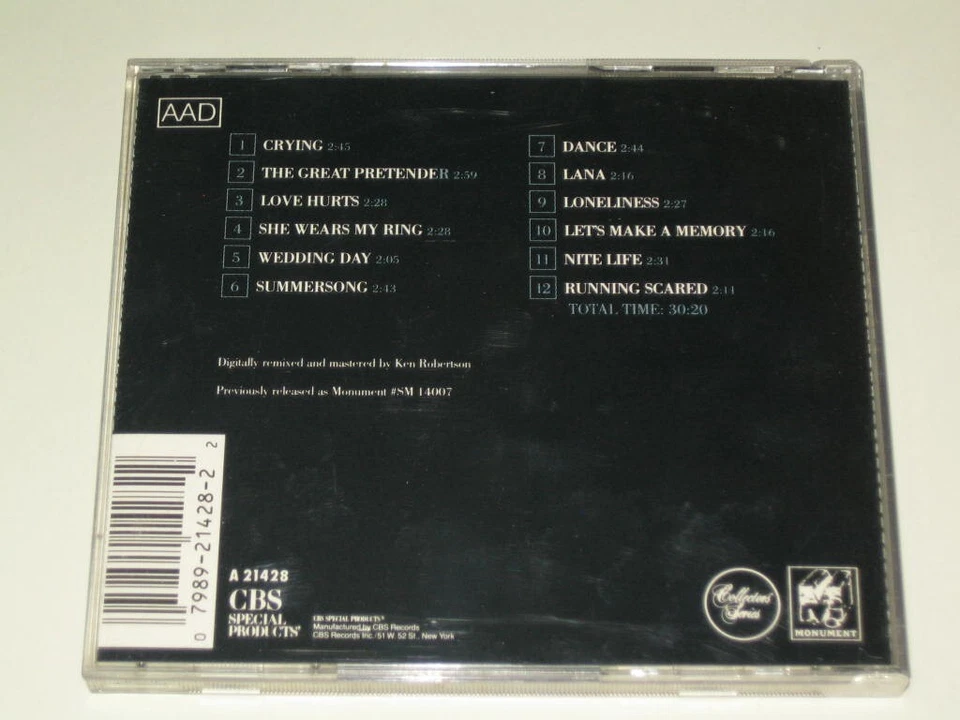 AAD
1 CRYING 2:45
2 THE GREAT PRETENDER 2:59
3 LOVE HURTS 2:28
4 SHE WEARS MY RING 2:28
5 WEDDING DAY 2:05
6 SUMMERSONG 2:43
7 DANCE 2:44
8 LANA 2:16
9 LONELINESS 2:27
10 LET'S MAKE A MEMORY 2:16
11 NITE LIFE 2:31
12 RUNNING SCARED 2:11
TOTAL TIME: 30:20
Digitally remixed and mastered by Ken Robertson
Previously released as Monument #SM 14007
0 7989-21428-2 2
A 21428
CBS
SPECIAL
PRODUCTS
CBS SPECIAL PRODUCTS
Manufactured by CBS Records
CBS Records Inc./51 W. 52 St., New York
Collectors'
Series
MONUMENT